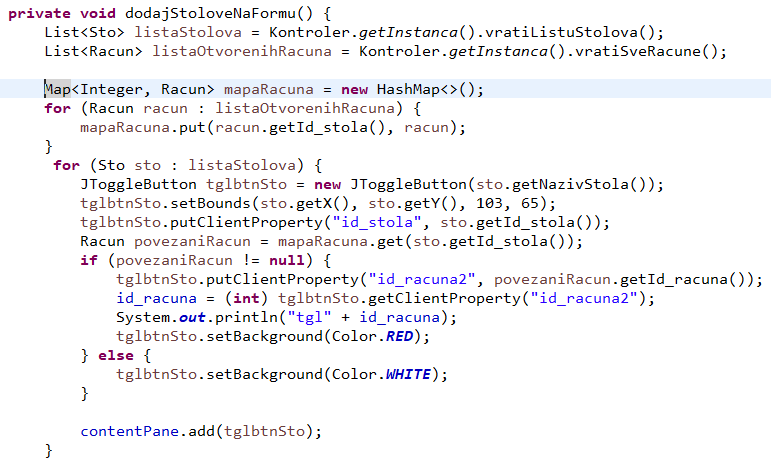 private void dodajStoloveNaFormu() {
    List<Sto> listaStolova = Kontroler.getInstanca().vratiListuStolova();
    List<Racun> listaOtvorenihRacuna = Kontroler.getInstanca().vratiSveRacune();

    Map<Integer, Racun> mapaRacuna = new HashMap<>();
    for (Racun racun : listaOtvorenihRacuna) {
        mapaRacuna.put(racun.getId_stola(), racun);
    }
     for (Sto sto : listaStolova) {
        JToggleButton tglbtnSto = new JToggleButton(sto.getNazivStola());
        tglbtnSto.setBounds(sto.getX(), sto.getY(), 103, 65);
        tglbtnSto.putClientProperty("id_stola", sto.getId_stola());
        Racun povezaniRacun = mapaRacuna.get(sto.getId_stola());
        if (povezaniRacun != null) {
            tglbtnSto.putClientProperty("id_racuna2", povezaniRacun.getId_racuna());
            id_racuna = (int) tglbtnSto.getClientProperty("id_racuna2");
            System.out.println("tgl" + id_racuna);
            tglbtnSto.setBackground(Color.RED);
        } else {
            tglbtnSto.setBackground(Color.WHITE);
        }

        contentPane.add(tglbtnSto);
    }